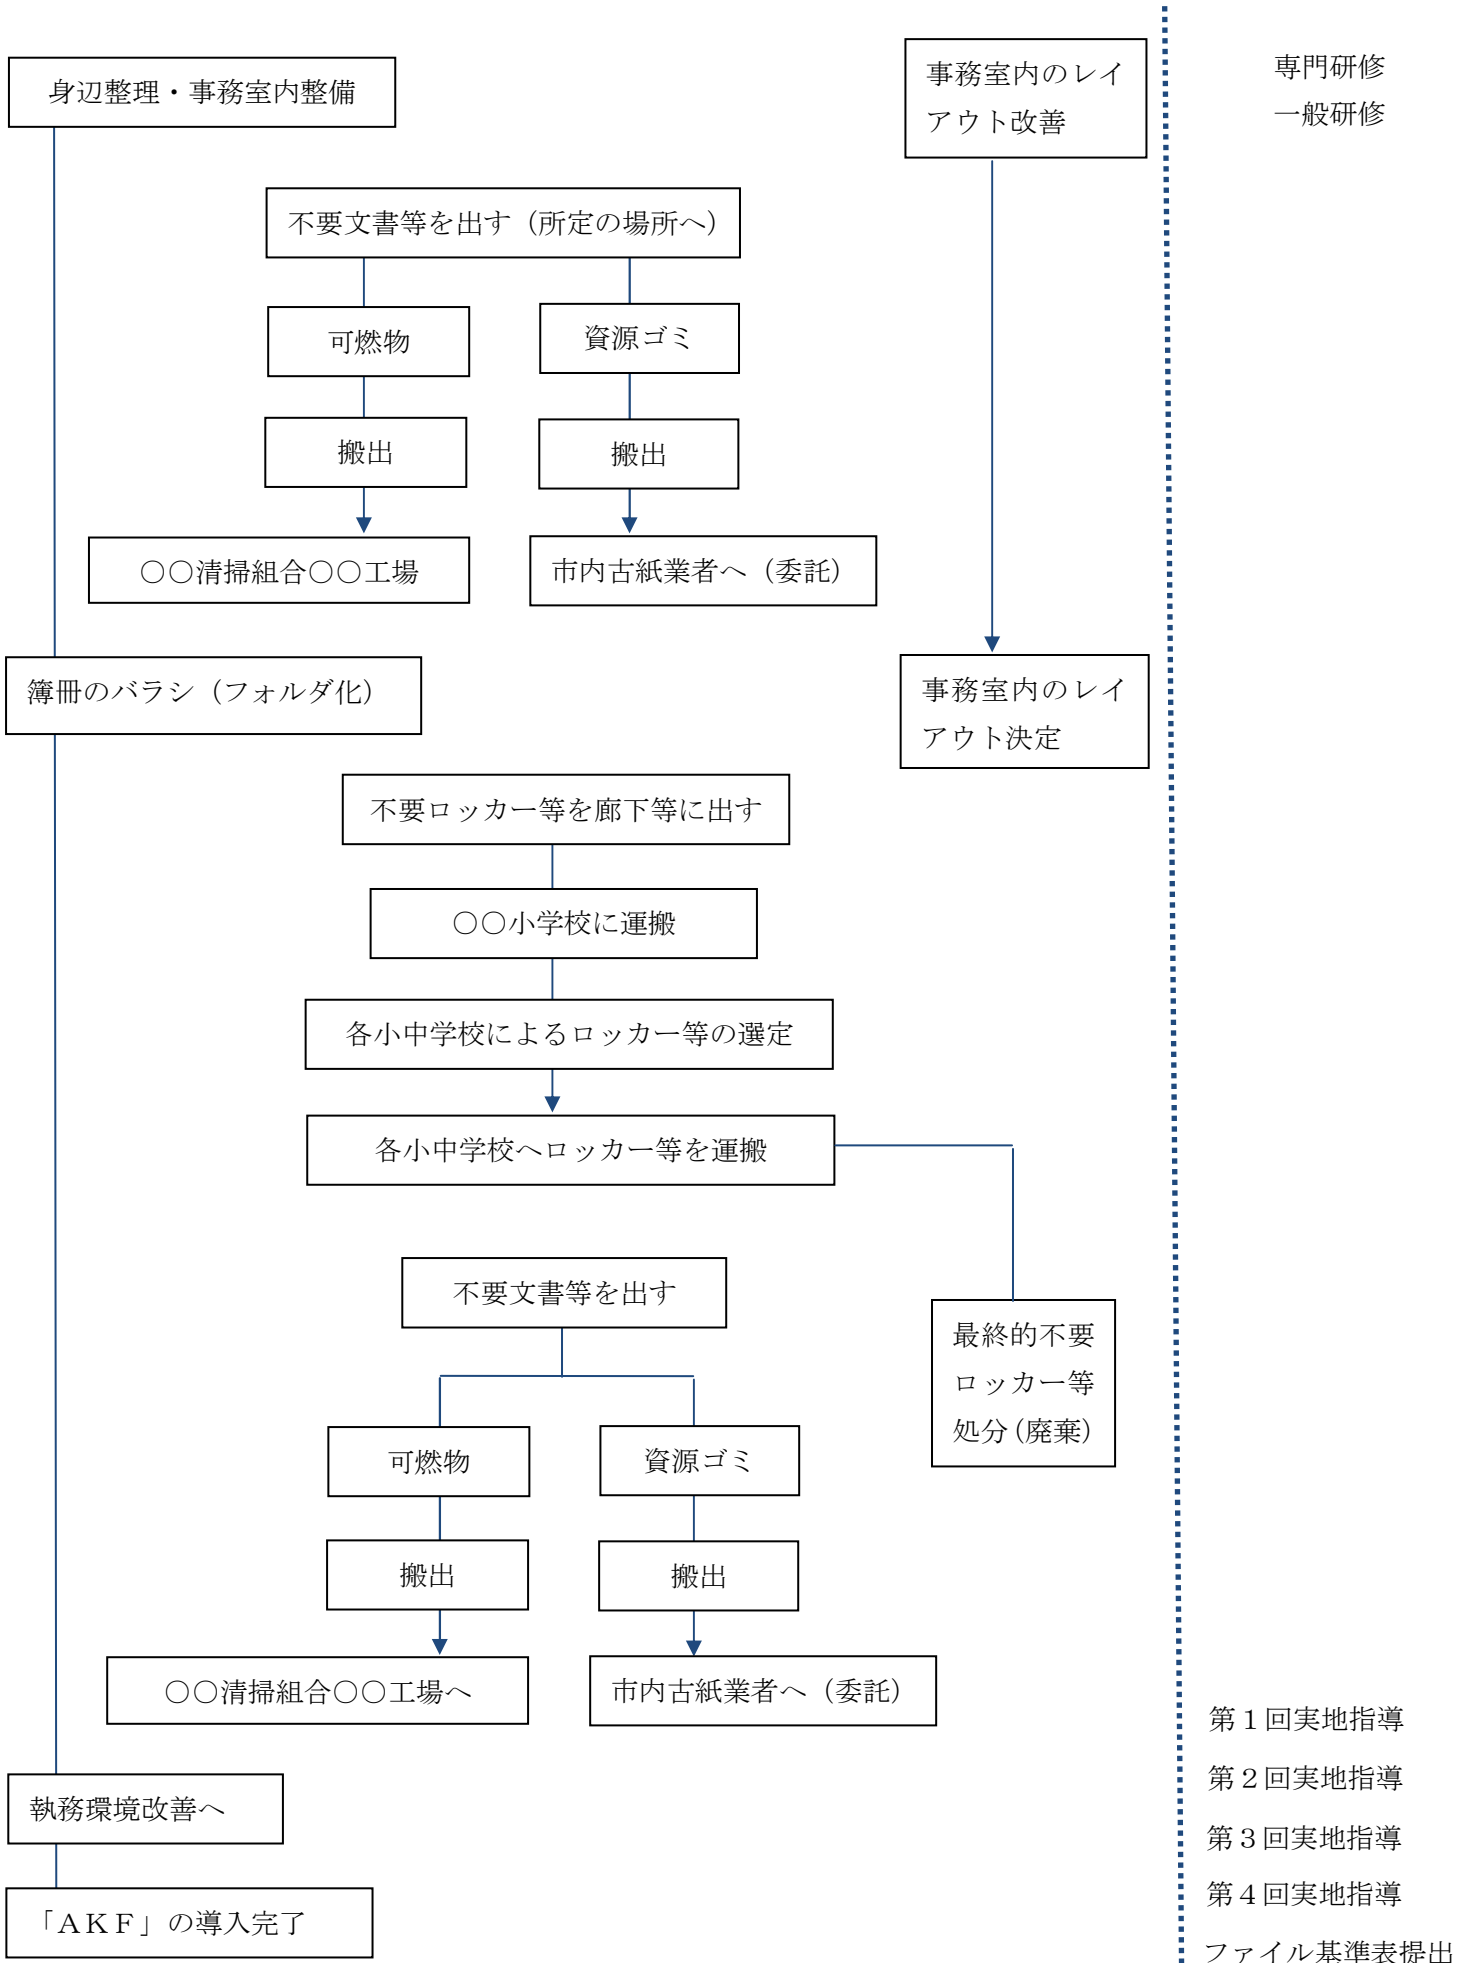 身辺整理・事務室内整備
事務室内のレイ
アウト改善
専門研修
一般研修
不要文書等を出す（所定の場所へ）
可燃物
資源ゴミ
搬出
搬出
〇〇清掃組合〇〇工場
市内古紙業者へ（委託）
簿冊のバラシ（フォルダ化）
事務室内のレイ
アウト決定
不要ロッカー等を廊下等に出す
〇〇小学校に運搬
各小中学校によるロッカー等の選定
各小中学校へロッカー等を運搬
不要文書等を出す
最終的不要
ロッカー等
処分（廃棄）
可燃物
資源ゴミ
搬出
搬出
〇〇清掃組合〇〇工場へ
市内古紙業者へ（委託）
第１回実地指導
第２回実地指導
執務環境改善へ
第３回実地指導
第４回実地指導
「ＡＫＦ」の導入完了
ファイル基準表提出